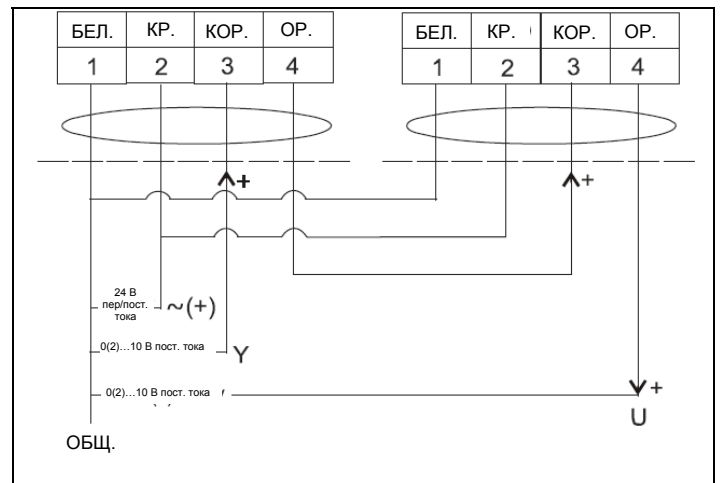 БЕЛ. КР. КОР. ОР. БЕЛ. КР. КОР. ОР.
1 2 3 4 1 2 3 4
+ +
24 В
пер/пост.
тока
~(+)
0(2)...10 В пост. тока Y
0(2)...10 В пост. тока
+
U
ОБЩ.